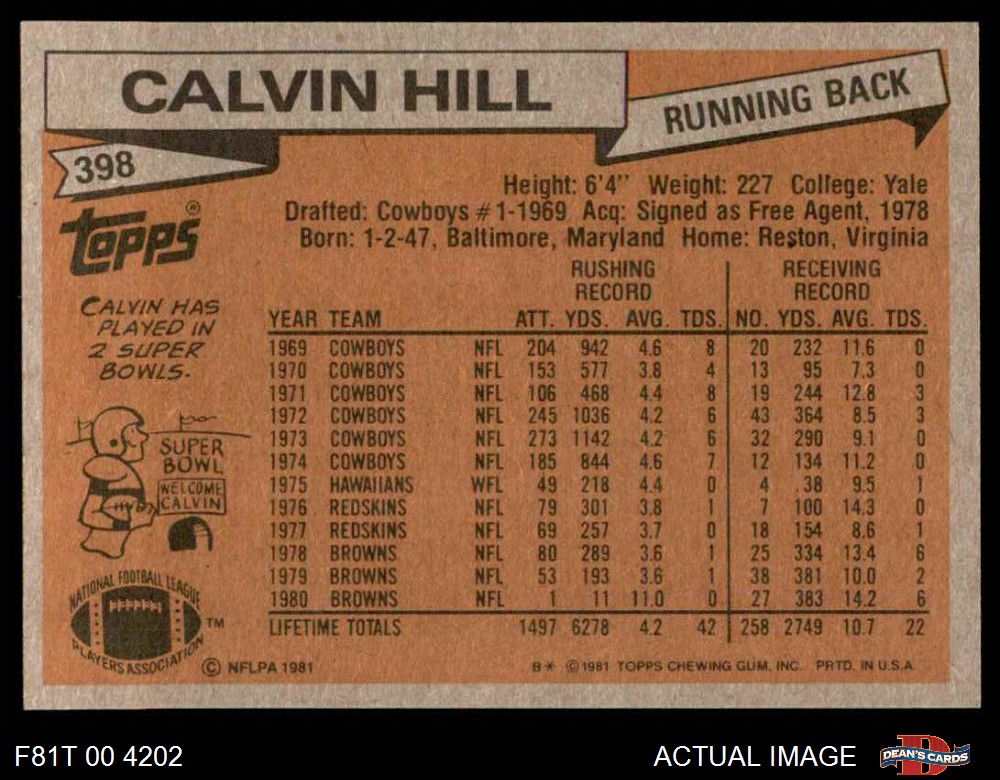 CALVIN HILL
RUNNING BACK
398
Topps®
Height: 6'4" Weight: 227 College: Yale
Drafted: Cowboys #1-1969 Acq: Signed as Free Agent, 1978
Born: 1-2-47, Baltimore, Maryland Home: Reston, Virginia
CALVIN HAS
PLAYED IN
2 SUPER
BOWLS.
SUPER
BOWL
WELCOME
CALVIN
RUSHING RECEIVING
RECORD RECORD
YEAR TEAM ATT. YDS. AVG. TDS. NO. YDS. AVG. TDS.
1969 COWBOYS NFL 204 942 4.6 8 20 232 11.6 0
1970 COWBOYS NFL 153 577 3.8 4 13 95 7.3 0
1971 COWBOYS NFL 106 468 4.4 8 19 244 12.8 3
1972 COWBOYS NFL 245 1036 4.2 6 43 364 8.5 3
1973 COWBOYS NFL 273 1142 4.2 6 32 290 9.1 0
1974 COWBOYS NFL 185 844 4.6 7 12 134 11.2 0
1975 HAWAIIANS WFL 49 218 4.4 0 4 38 9.5 1
1976 REDSKINS NFL 79 301 3.8 1 7 100 14.3 0
1977 REDSKINS NFL 69 257 3.7 0 18 154 8.6 1
1978 BROWNS NFL 80 289 3.6 1 25 334 13.4 6
1979 BROWNS NFL 53 193 3.6 1 38 381 10.0 2
1980 BROWNS NFL 1 11 11.0 0 27 383 14.2 6
LIFETIME TOTALS 1497 6278 4.2 42 258 2749 10.7 22
NATIONAL FOOTBALL LEAGUE
PLAYERS ASSOCIATION
TM
© NFLPA 1981
B* © 1981 TOPPS CHEWING GUM, INC. PRTD. IN U.S.A.
F81T 00 4202
ACTUAL IMAGE
D
DEAN'S CARDS